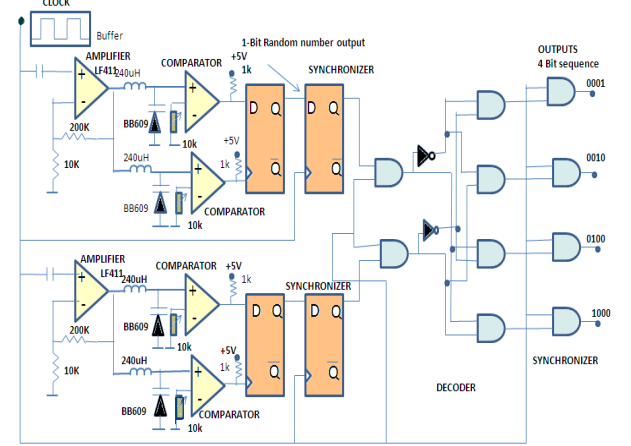 CLOCK
Buffer
1-Bit Random number output
AMPLIFIER
LF411
240uH
COMPARATOR
+5V
1k
SYNCHRONIZER
OUTPUTS
4 Bit sequence
+
-
+
-
D
Q
D
Q
0001
BB609
10k
200K
240uH
+5V
1k
+
-
Q
Q
10K
BB609
COMPARATOR
10k
0010
AMPLIFIER
LF411
240uH
COMPARATOR
+5V
1k
SYNCHRONIZER
0100
+
-
+
-
D
Q
D
Q
BB609
10k
200K
240uH
+5V
1k
+
-
Q
Q
10K
BB609
COMPARATOR
10k
1000
DECODER
SYNCHRONIZER